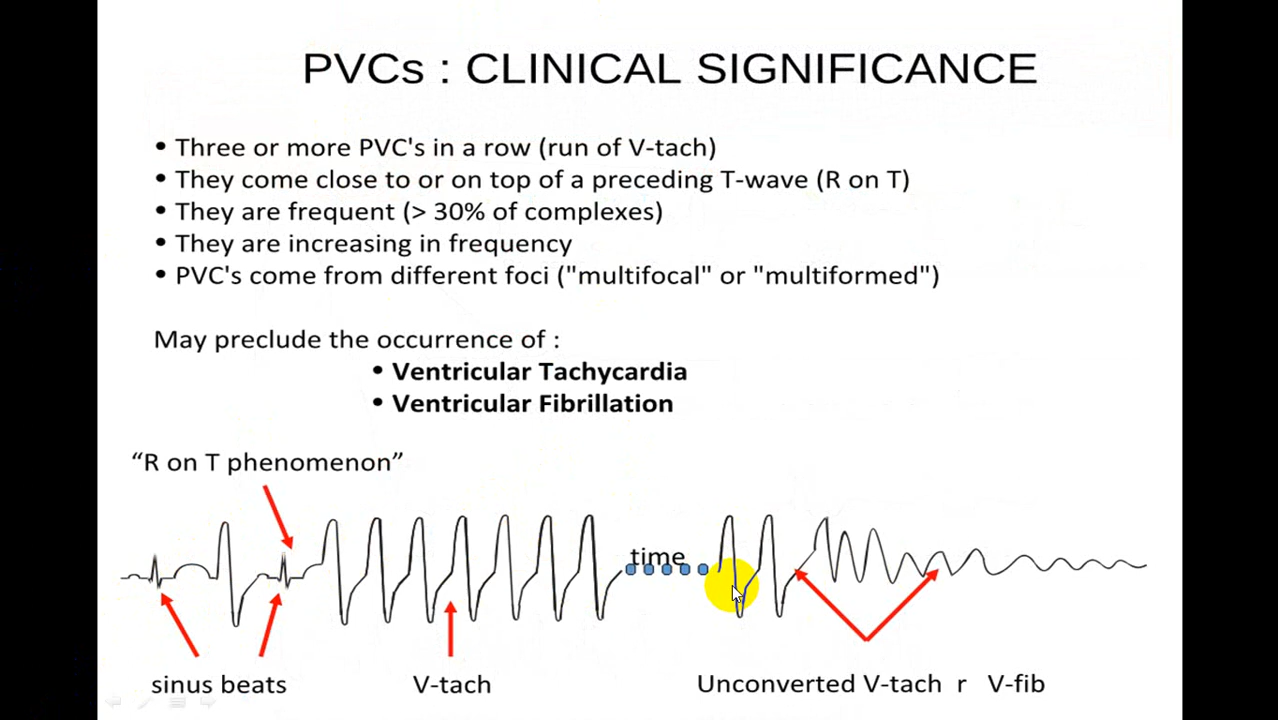 PVCs : CLINICAL SIGNIFICANCE
• Three or more PVC's in a row (run of V-tach)
• They come close to or on top of a preceding T-wave (R on T)
• They are frequent (> 30% of complexes)
• They are increasing in frequency
• PVC's come from different foci ("multifocal" or "multiformed")
May preclude the occurrence of :
• Ventricular Tachycardia
• Ventricular Fibrillation
“R on T phenomenon”
time
sinus beats
V-tach
Unconverted V-tach r V-fib